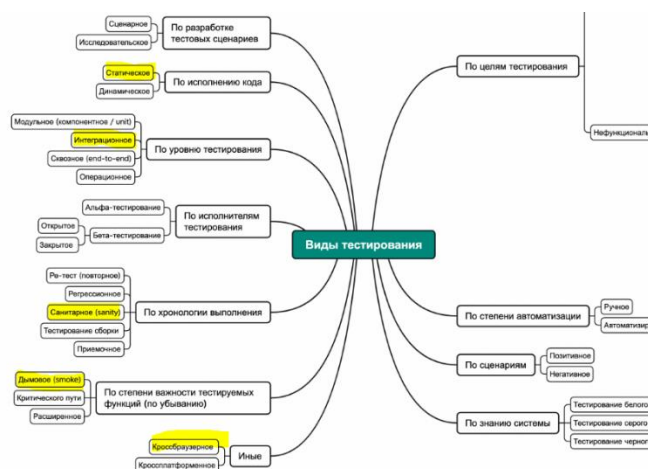 Сценарное
Исследовательское
По разработке
тестовых сценариев
Статическое
Динамическое
По исполнению кода
Модульное (компонентное / unit)
Интеграционное
Сквозное (end-to-end)
Операционное
По уровню тестирования
Альфа-тестирование
Открытое
Закрытое
Бета-тестирование
По исполнителям
тестирования
Ре-тест (повторное)
Регрессионное
Санитарное (sanity)
Тестирование сборки
Приемочное
По хронологии выполнения
Дымовое (smoke)
Критического пути
Расширенное
По степени важности тестируемых
функций (по убыванию)
Кроссбраузерное
Кроссплатформенное
Иные
Виды тестирования
По целям тестирования
Нефункциональ
По степени автоматизации
Ручное
Автоматизир
По сценариям
Позитивное
Негативное
По знанию системы
Тестирование белого
Тестирование серого
Тестирование черног